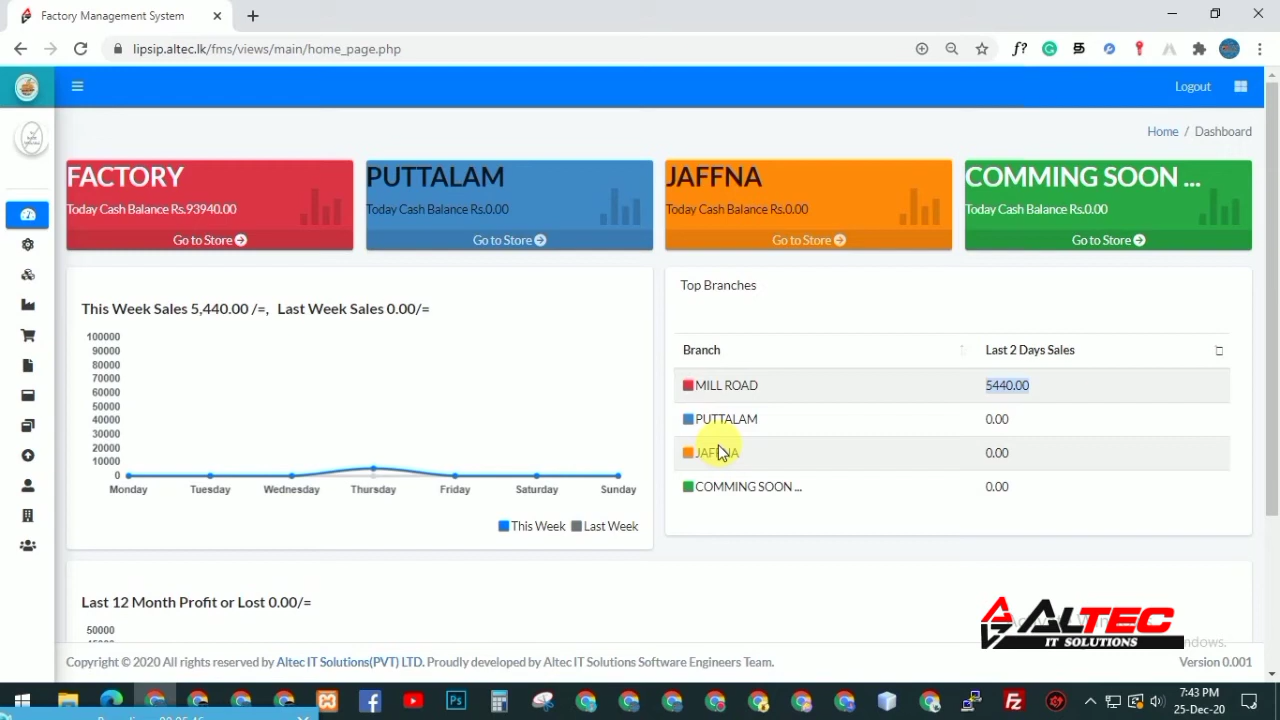 Factory Management System
lipsip.altec.lk/fms/views/main/home_page.php
f?
Logout
Home / Dashboard
FACTORY
Today Cash Balance Rs.93940.00
Go to Store
PUTTALAM
Today Cash Balance Rs.0.00
Go to Store
JAFFNA
Today Cash Balance Rs.0.00
Go to Store
COMMING SOON ...
Today Cash Balance Rs.0.00
Go to Store
This Week Sales 5,440.00 /=, Last Week Sales 0.00/=
100000
90000
80000
70000
60000
50000
40000
30000
20000
10000
0
Monday Tuesday Wednesday Thursday Friday Saturday Sunday
This Week Last Week
Top Branches
Branch Last 2 Days Sales
MILL ROAD 5440.00
PUTTALAM 0.00
JAFFNA 0.00
COMMING SOON ... 0.00
Last 12 Month Profit or Lost 0.00/=
50000
ALTEC
IT SOLUTIONS
Copyright © 2020 All rights reserved by Altec IT Solutions(PVT) LTD. Proudly developed by Altec IT Solutions Software Engineers Team.
Version 0.001
7:43 PM
25-Dec-20